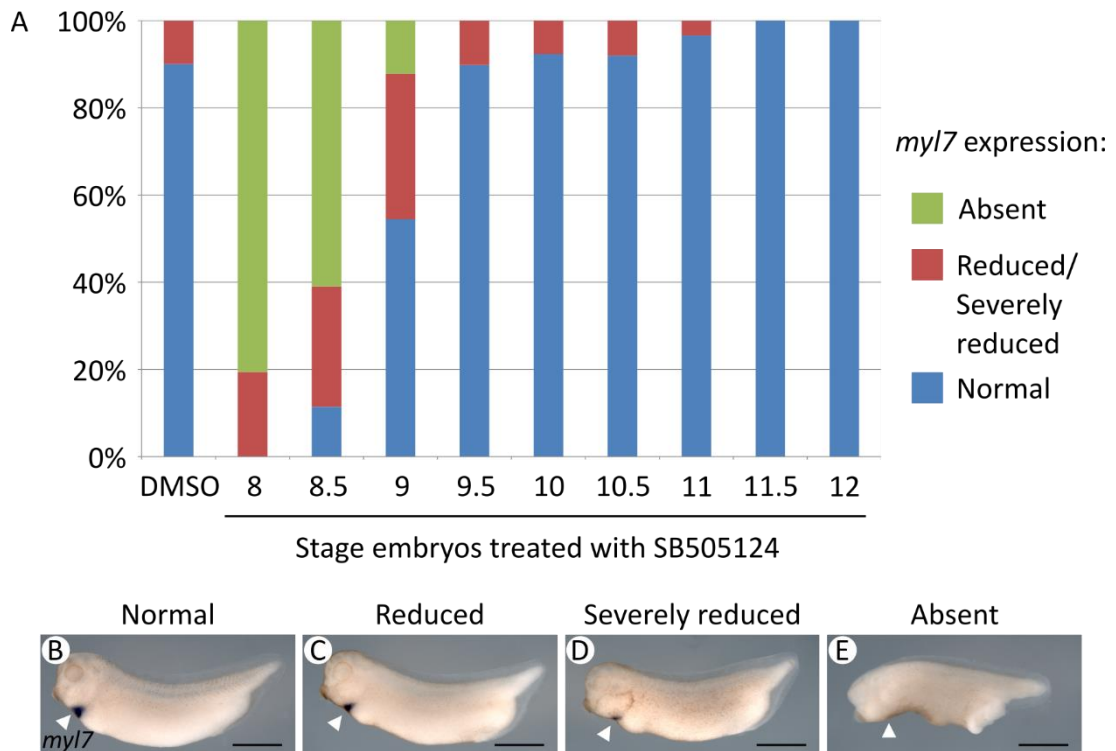 A
100%
80%
60%
40%
20%
0%
DMSO 8 8.5 9 9.5 10 10.5 11 11.5 12
Stage embryos treated with SB505124
myl7 expression:
Absent
Reduced/
Severely
reduced
Normal
Normal Reduced Severely reduced Absent
B C D E
myl7